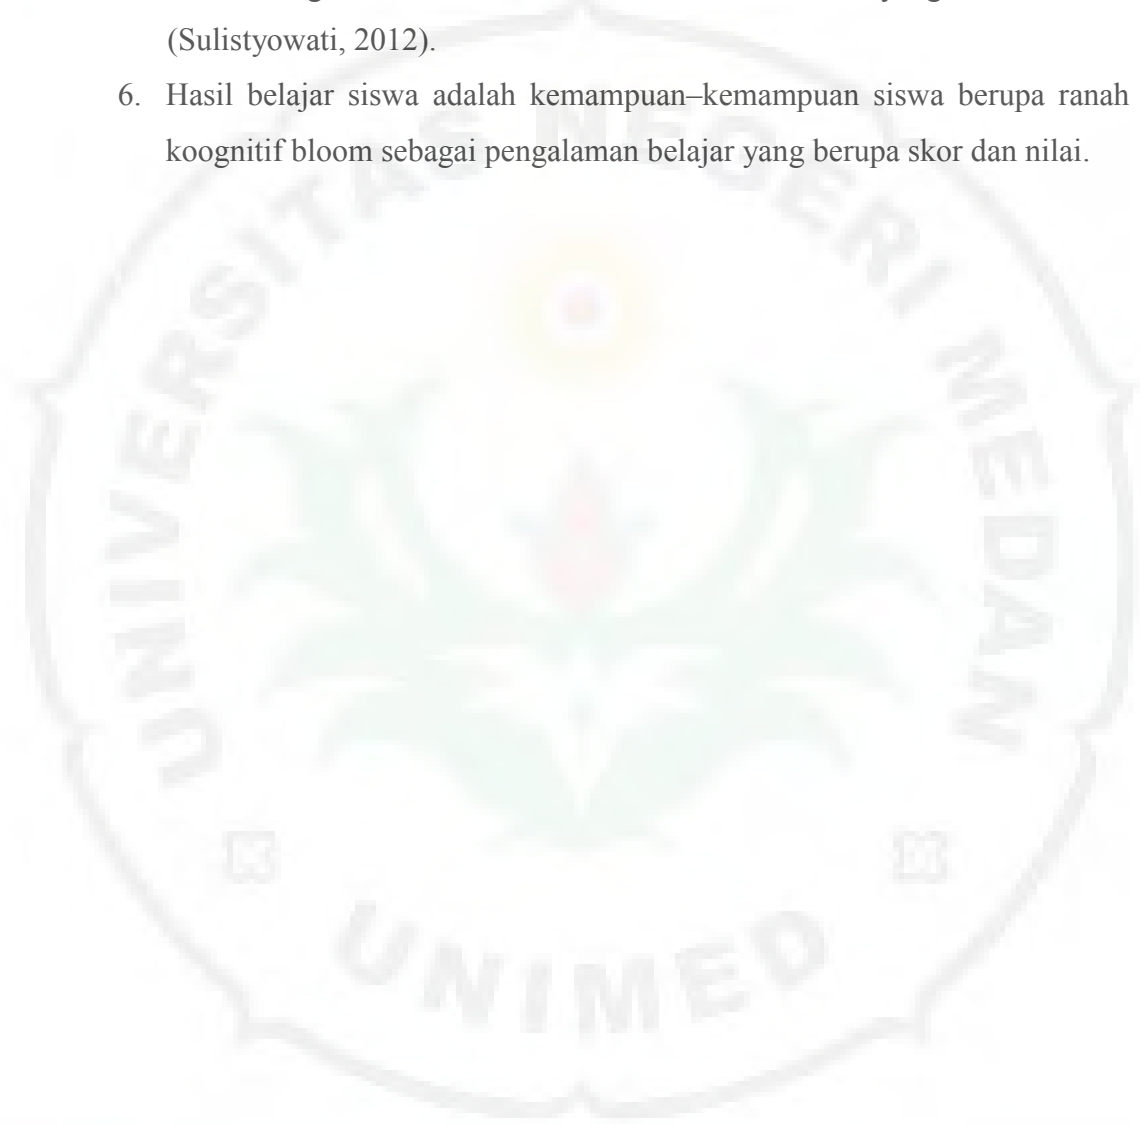 (Sulistyowati, 2012).
6. Hasil belajar siswa adalah kemampuan–kemampuan siswa berupa ranah
koognitif bloom sebagai pengalaman belajar yang berupa skor dan nilai.
UNIVERSITAS NEGERI MEDAN
UNIMED